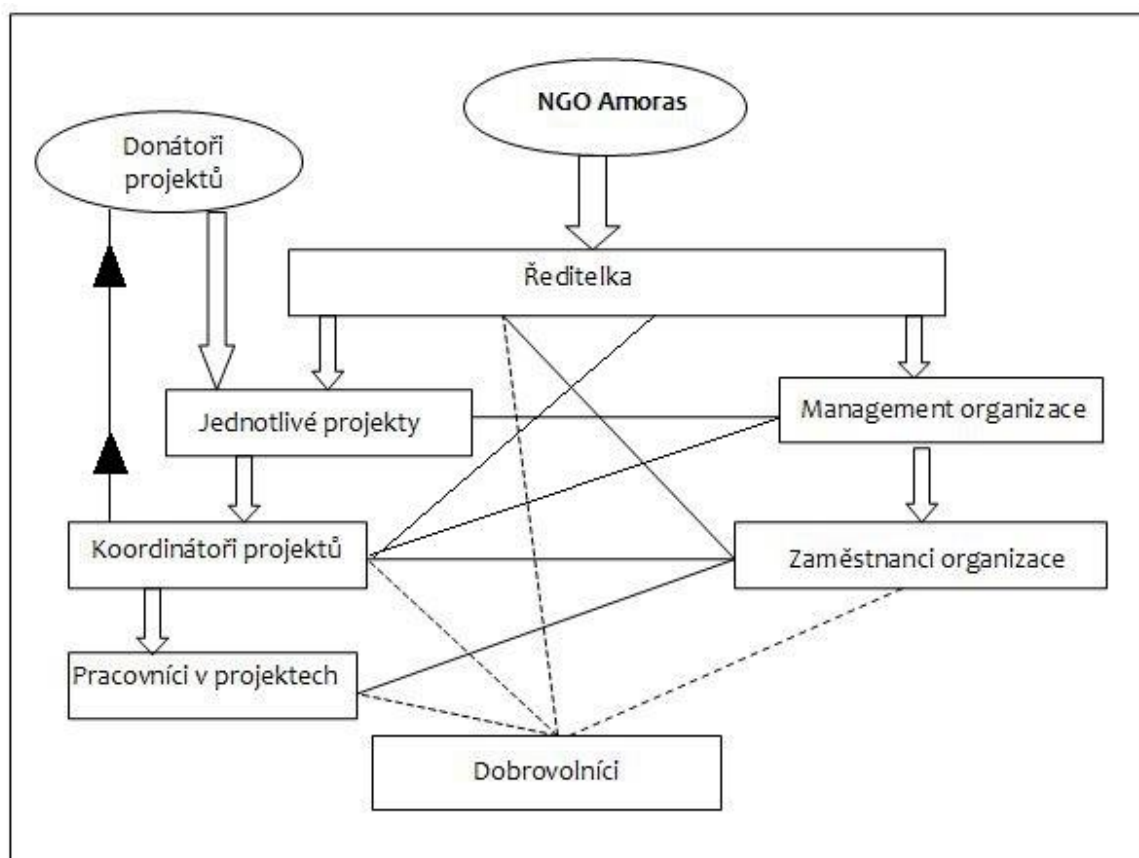 NGO Amoras
Donátoři
projektů
Ředitelka
Jednotlivé projekty
Management organizace
Koordinátoři projektů
Zaměstnanci organizace
Pracovníci v projektech
Dobrovolníci